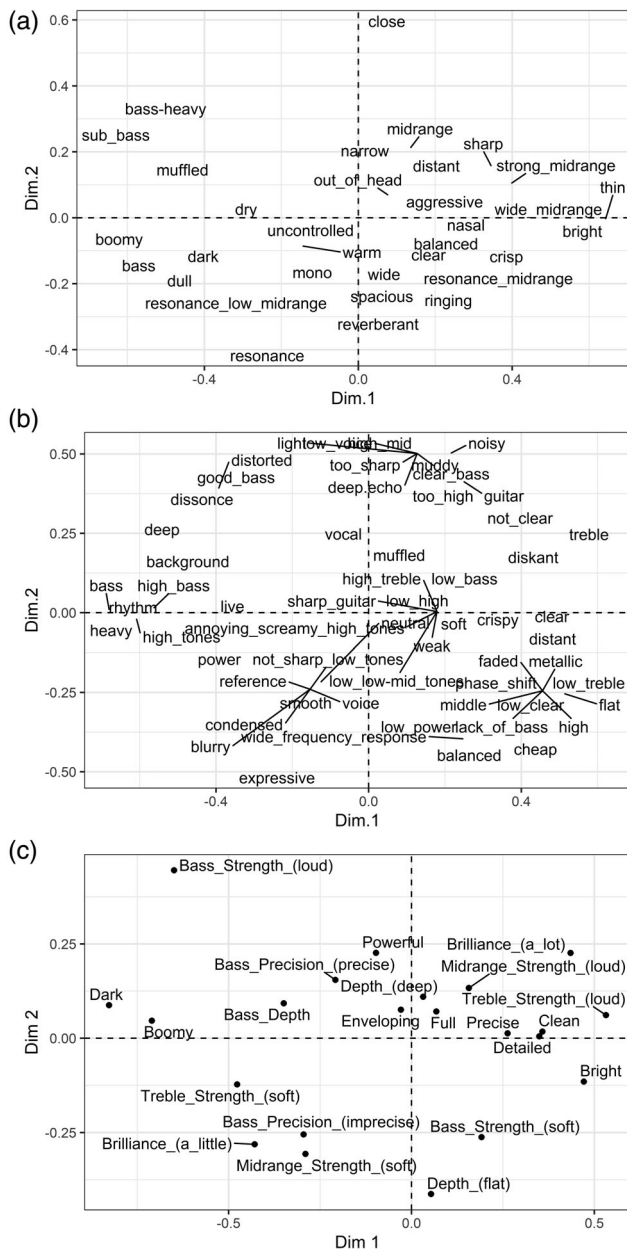 (a)
0.6
0.4
0.2
0.0
-0.2
-0.4
Dim.2
close
bass-heavy
sub_bass
midrange
narrow
sharp
muffled
distant
strong_midrange
out_of_head
thin
dry
aggressive
wide_midrange
uncontrolled
nasal
bright
boomy
balanced
dark
warm
clear
crisp
bass
dull
mono
wide
resonance_midrange
resonance_low_midrange
spacious
ringing
reverberant
resonance
-0.4
0.0
0.4
Dim.1
(b)
0.50
0.25
0.00
-0.25
-0.50
Dim.2
low_voice
high_mid
noisy
distorted
too_sharp
muddy
good_bass
clear_bass
deep.echo
dissonce
too_high
guitar
not_clear
deep
vocal
treble
background
muffled
diskant
high_treble
low_bass
bass
high_bass
sharp_guitar
low_high
rhythm
live
heavy
high_tones
annoying_screamy_high_tones
neutral
soft
crispy
clear
distant
weak
power
not_sharp_low_tones
faded
metallic
reference
low_low-mid_tones
phase_shift
low_treble
smooth
voice
middle
low_clear
flat
condensed
low_power
lack_of_bass
high
blurry
wide_frequency_response
balanced
cheap
expressive
-0.4
0.0
0.4
Dim.1
(c)
0.25
0.00
-0.25
Dim 2
Bass_Strength_(loud)
Powerful
Brilliance_(a_lot)
Bass_Precision_(precise)
Midrange_Strength_(loud)
Depth_(deep)
Dark
Treble_Strength_(loud)
Bass_Depth
Boomy
Enveloping
Full
Precise
Clean
Detailed
Bright
Treble_Strength_(soft)
Bass_Precision_(imprecise)
Bass_Strength_(soft)
Brilliance_(a_little)
Midrange_Strength_(soft)
Depth_(flat)
-0.5
0.0
0.5
Dim 1